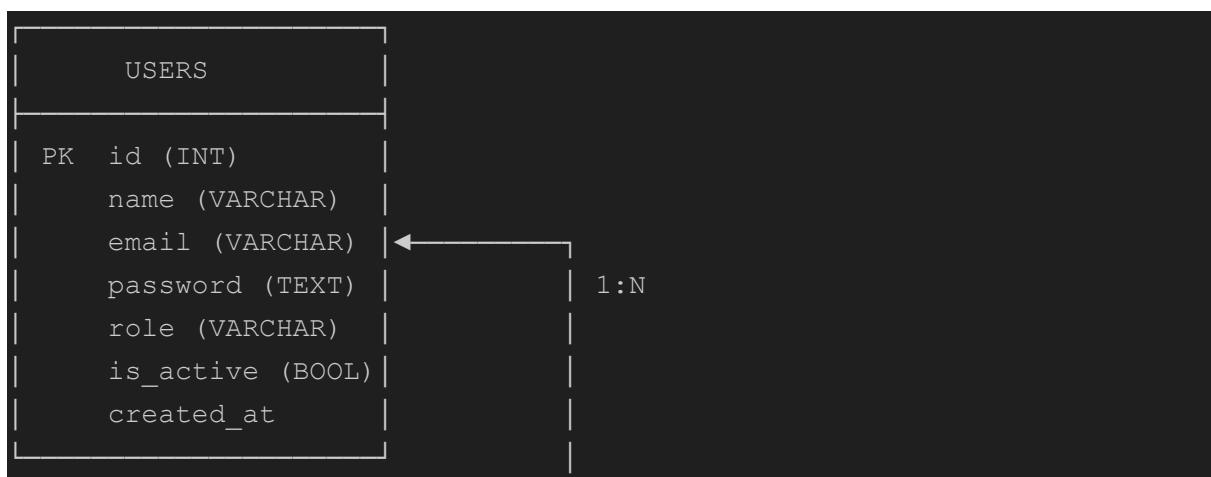 USERS
PK id (INT)
name (VARCHAR)
email (VARCHAR)
password (TEXT) 1:N
role (VARCHAR)
is_active (BOOL)
created_at